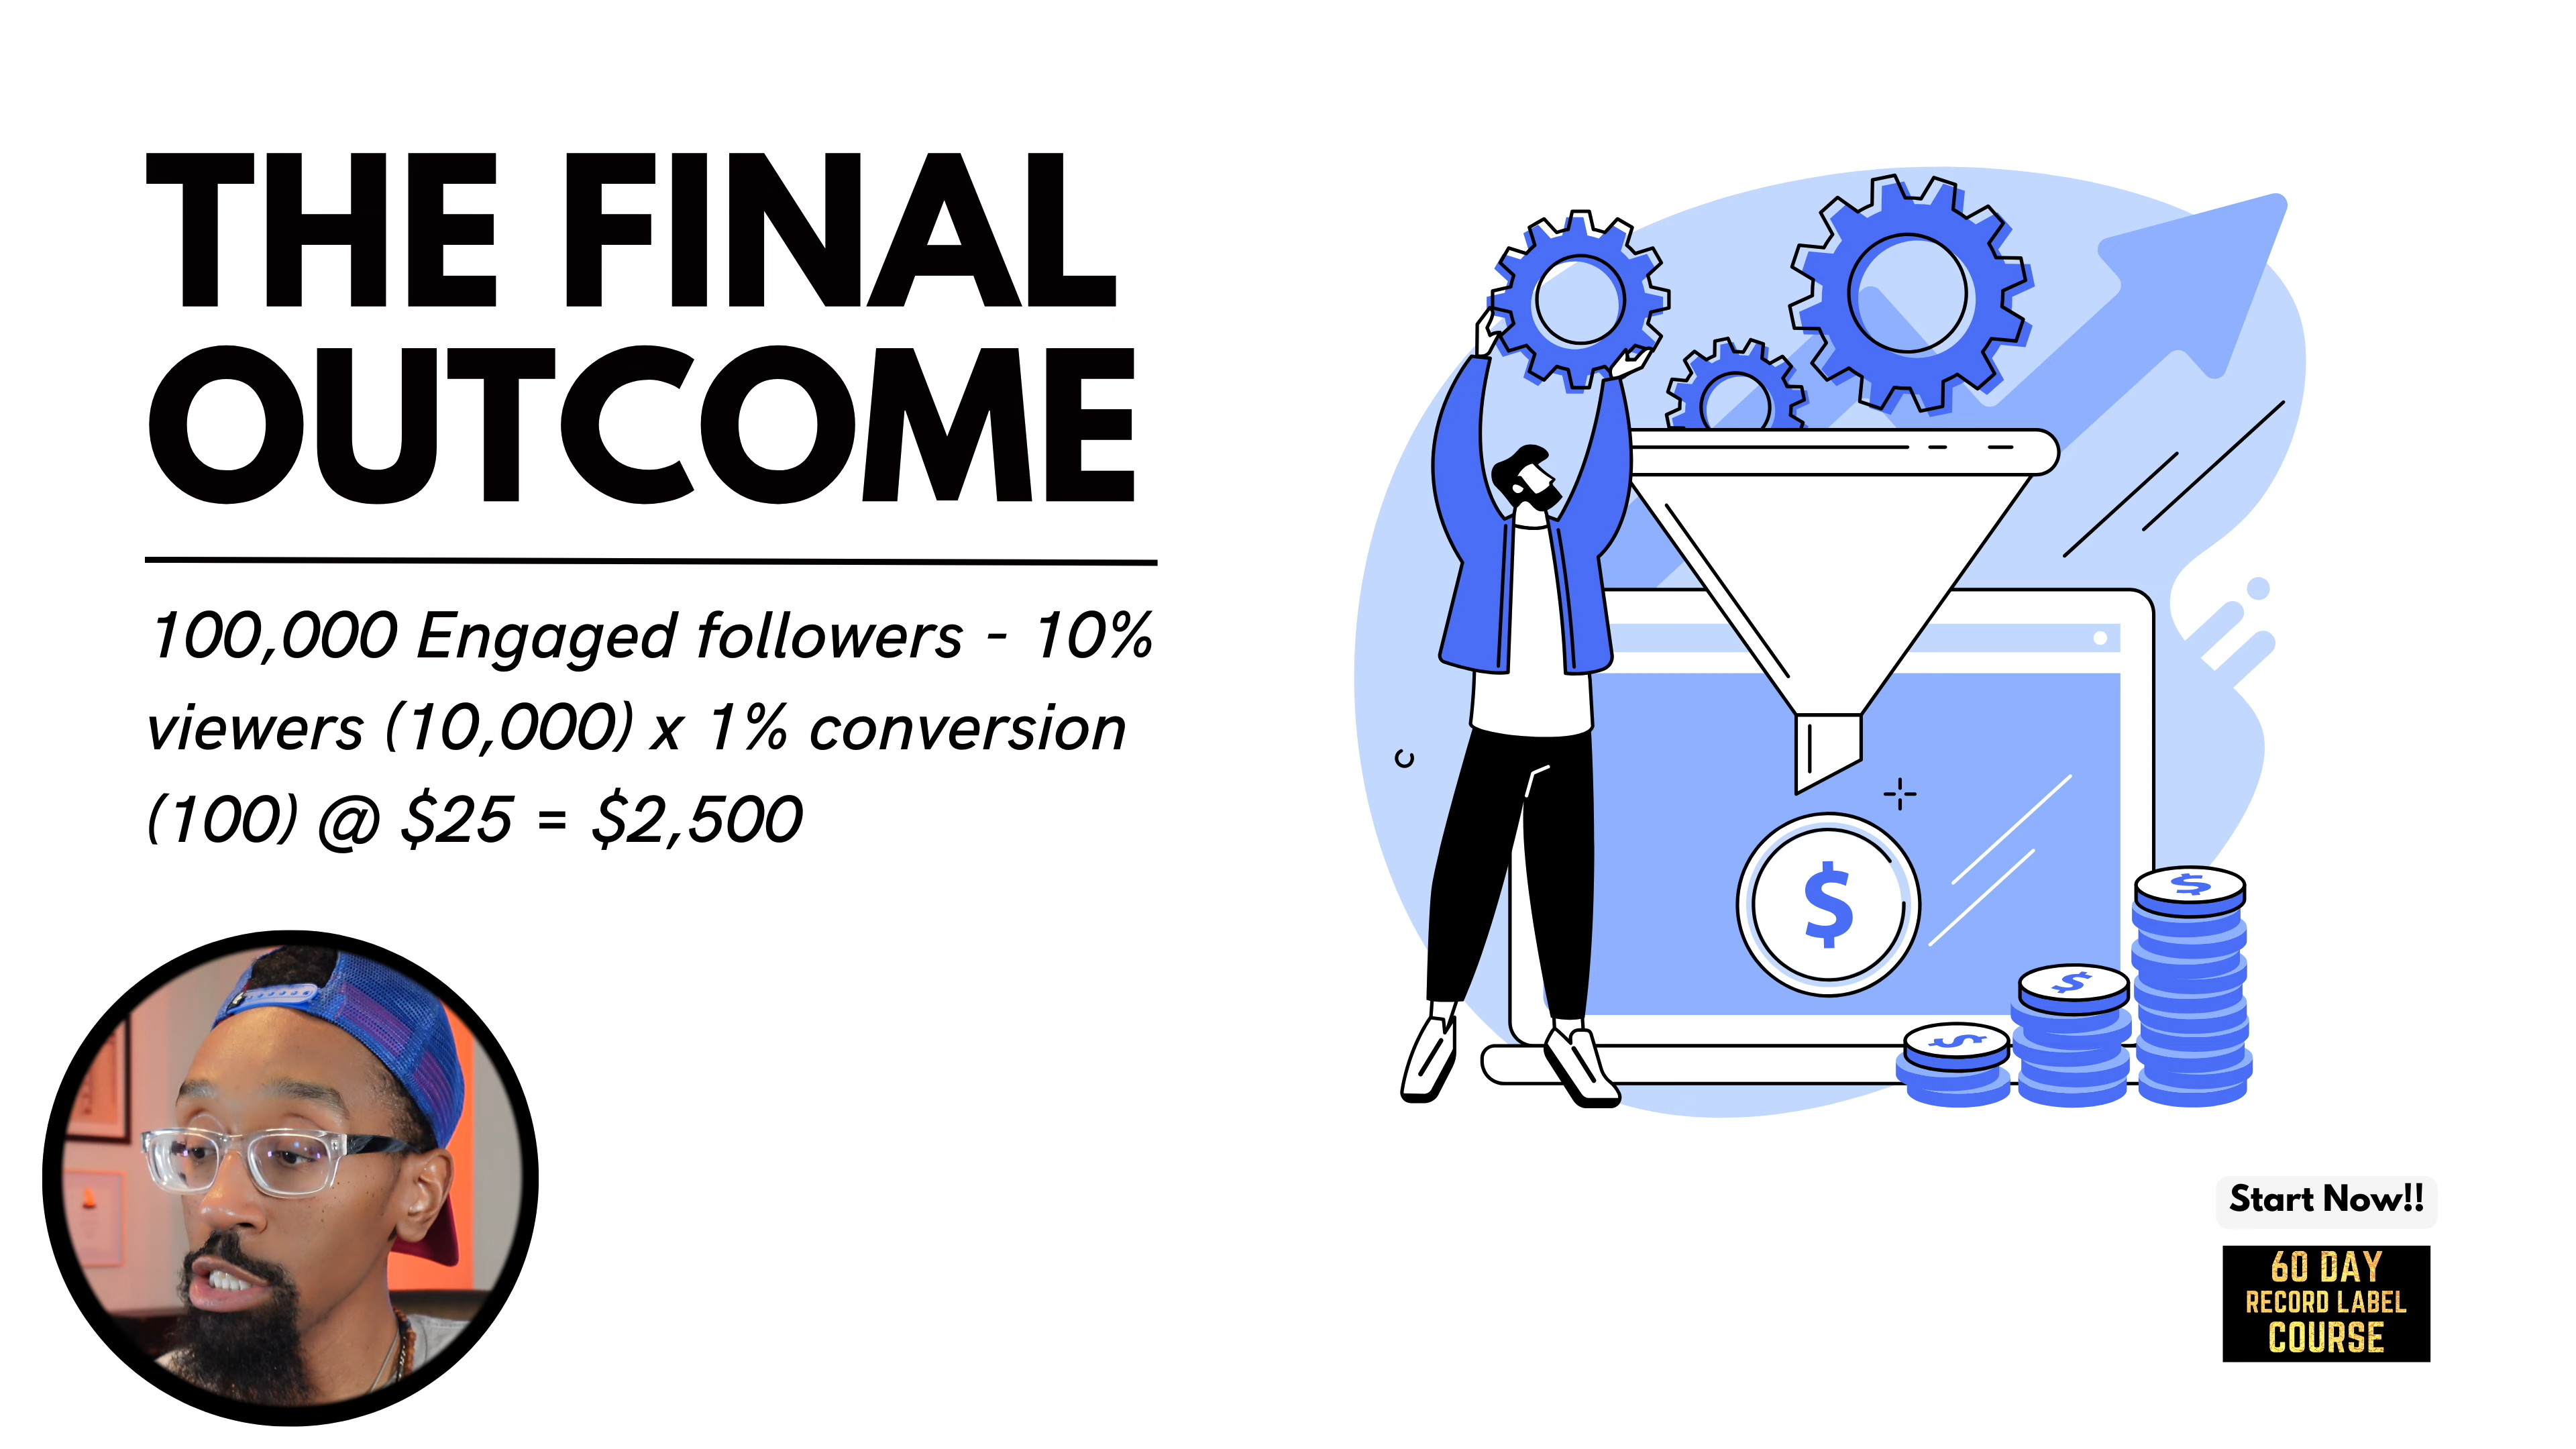 THE FINAL
OUTCOME
100,000 Engaged followers - 10%
viewers (10,000) x 1% conversion
(100) @ $25 = $2,500
$
$
$
$
Start Now!!
60 DAY
RECORD LABEL
COURSE